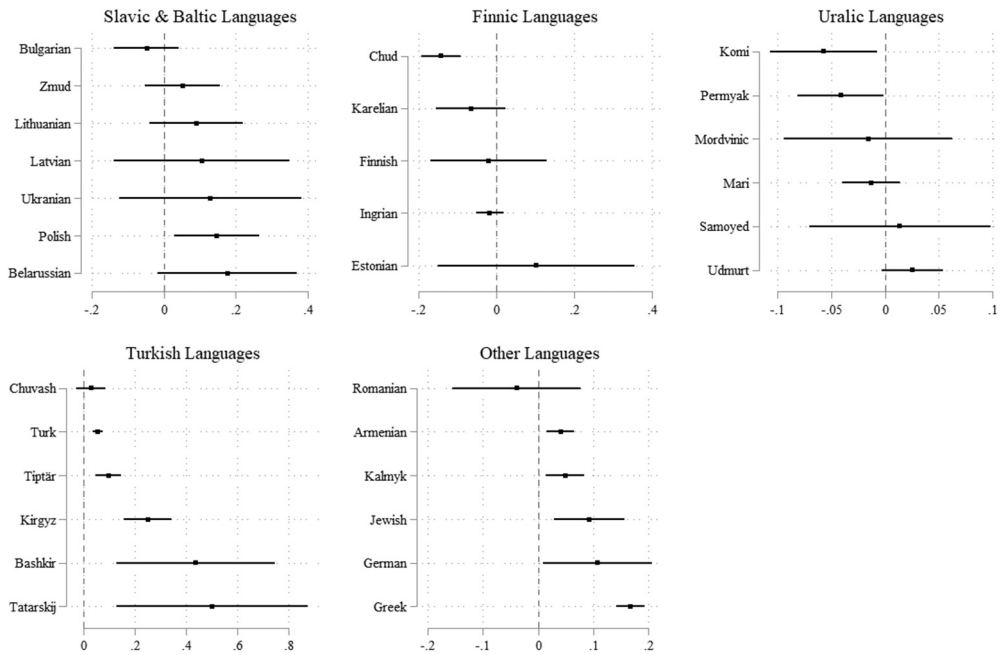 Slavic & Baltic Languages
Bulgarian
Zmud
Lithuanian
Latvian
Ukranian
Polish
Belarussian
-.2 0 .2 .4
Finnic Languages
Chud
Karelian
Finnish
Ingrian
Estonian
-.2 0 .2 .4
Uralic Languages
Komi
Permyak
Mordvinic
Mari
Samoyed
Udmurt
-.1 -.05 0 .05 .1
Turkish Languages
Chuvash
Turk
Tiptär
Kirgyz
Bashkir
Tatarskij
0 .2 .4 .6 .8
Other Languages
Romanian
Armenian
Kalmyk
Jewish
German
Greek
-.2 -.1 0 .1 .2